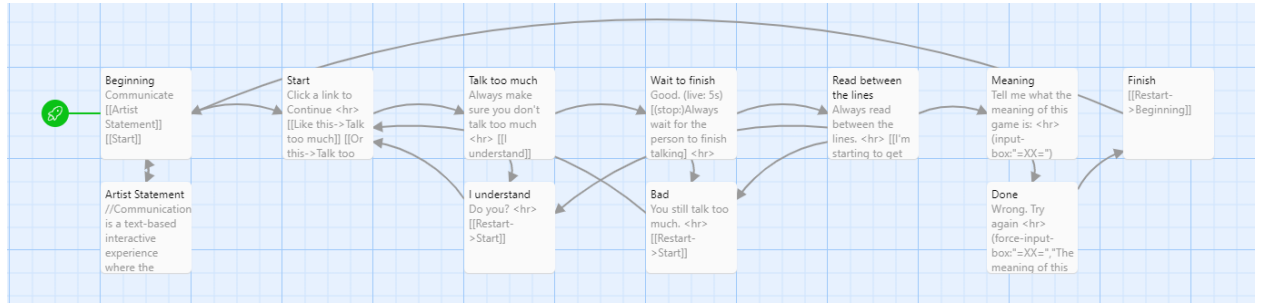 Beginning
Communicate
[[Artist
Statement]]
[[Start]]
Start
Click a link to
Continue <hr>
[[Like this->Talk
too much]] [[Or
this->Talk too
Talk too much
Always make
sure you don't
talk too much
<hr> [[I
understand]]
Wait to finish
Good. (live: 5s)
[(stop:)Always
wait for the
person to finish
talking] <hr>
Read between
the lines
Always read
between the
lines. <hr> [[I'm
starting to get
Meaning
Tell me what the
meaning of this
game is: <hr>
(input-
box:"=XX=")
Finish
[[Restart-
>Beginning]]
Artist Statement
//Communication
is a text-based
interactive
experience
where the
I understand
Do you? <hr>
[[Restart-
>Start]]
Bad
You still talk too
much. <hr>
[[Restart-
>Start]]
Done
Wrong. Try
again <hr>
(force-input-
box:"=XX=","The
meaning of this